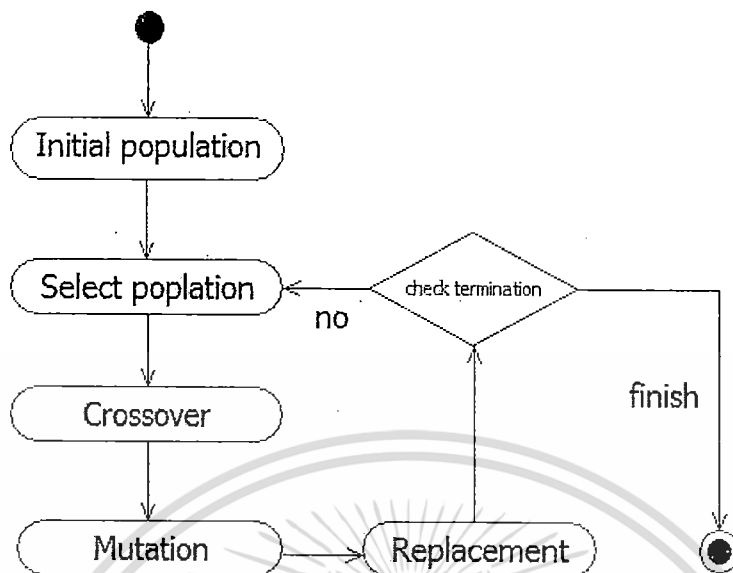 Initial population
Select poplation
check termination
no
Crossover
finish
Mutation
Replacement